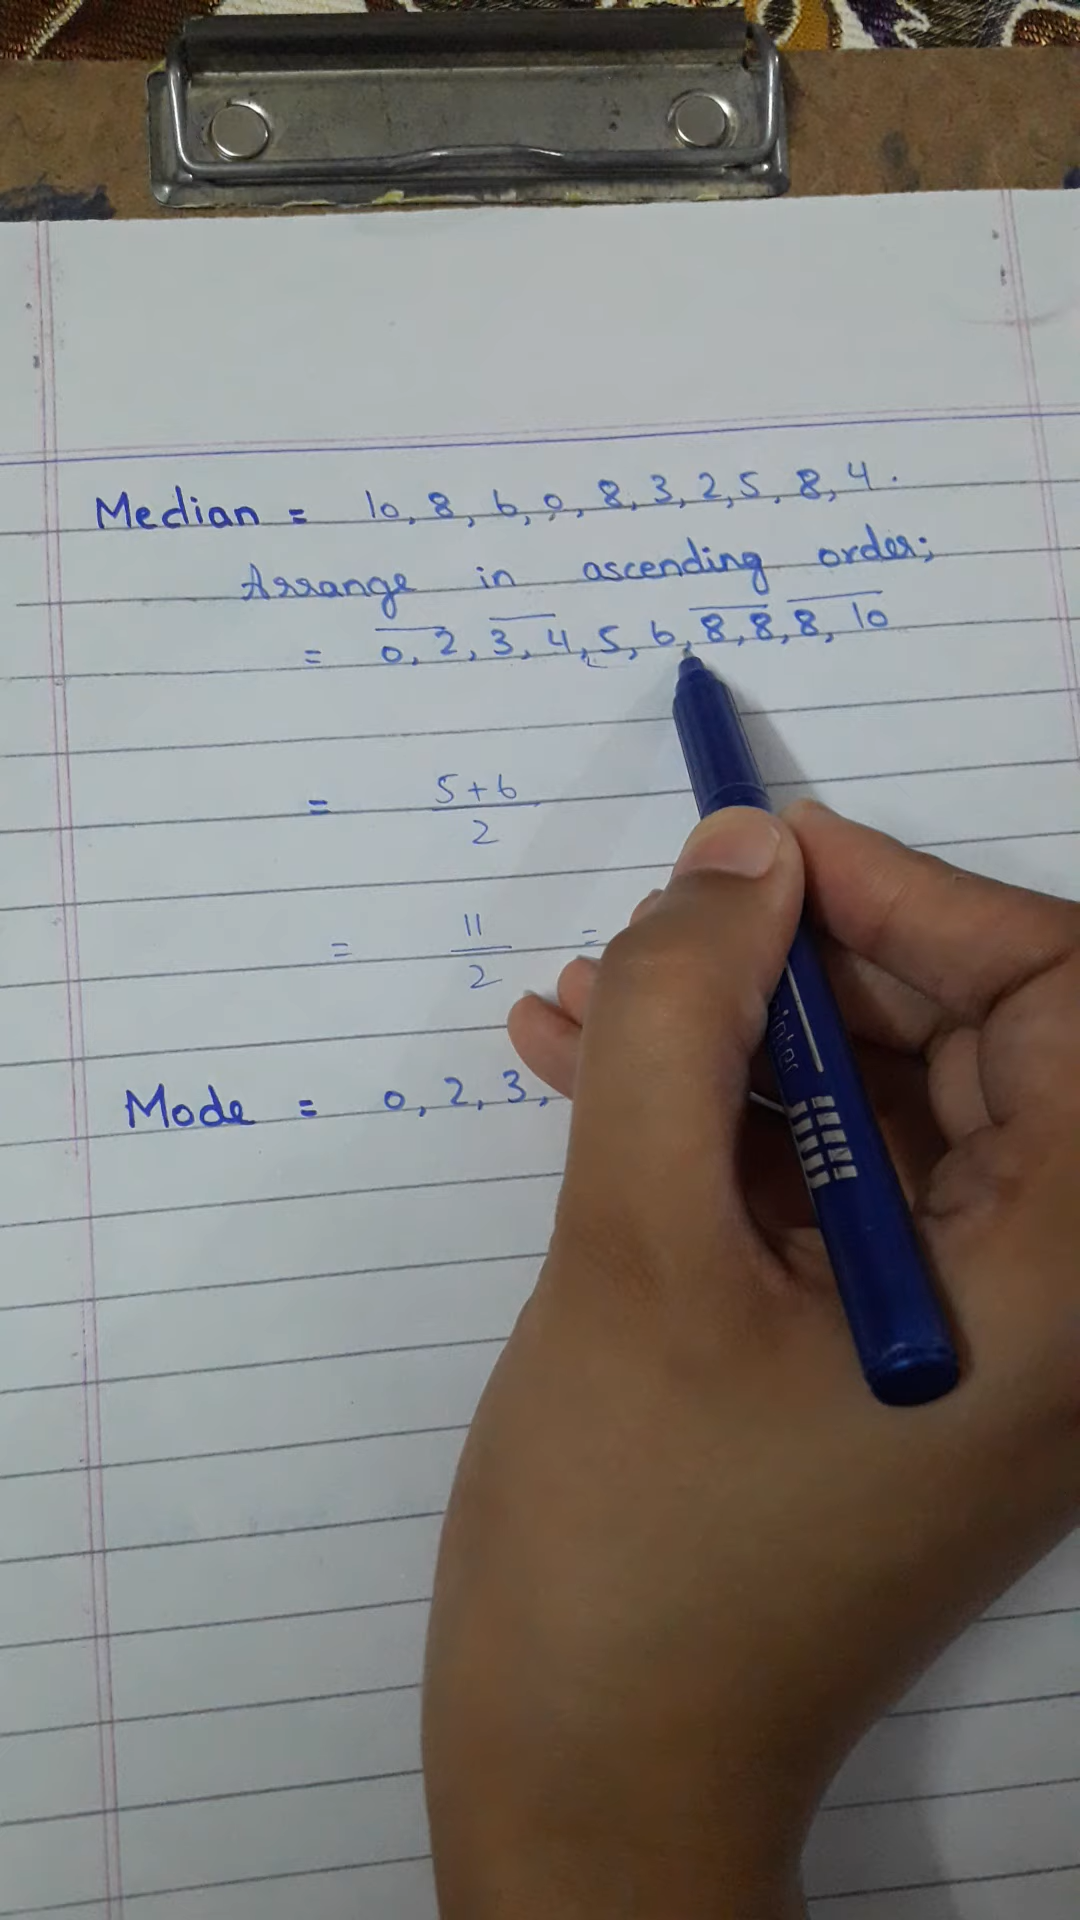 Median = 10, 8, 6, 0, 8, 3, 2, 5, 8, 4.
Arrange in ascending order;
= 0, 2, 3, 4, 5, 6, 8, 8, 8, 10
= 5+6
2
= 11 =
2
Mode = 0, 2, 3,